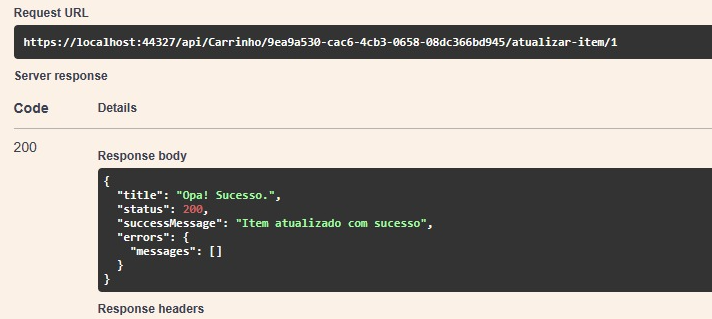 Request URL
https://localhost:44327/api/Carrinho/9ea9a530-cac6-4cb3-0658-08dc366bd945/atualizar-item/1
Server response
Code Details
200
Response body
{
"title": "Opa! Sucesso.",
"status": 200,
"successMessage": "Item atualizado com sucesso",
"errors": {
"messages": []
}
}
Response headers